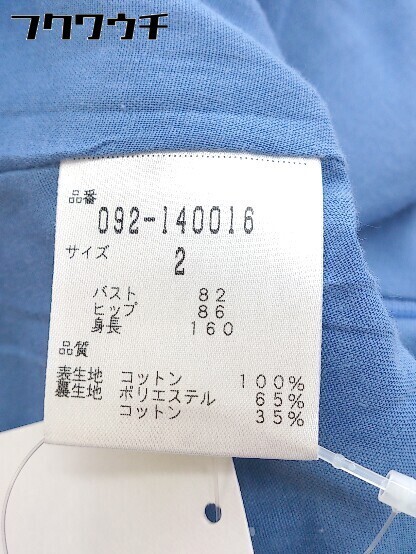 フクワウチ
品番
092-140016
サイズ
2
バスト 82
ヒップ 86
身長 160
品質
表生地 コットン 100%
裏生地 ポリエステル 65%
コットン 35%